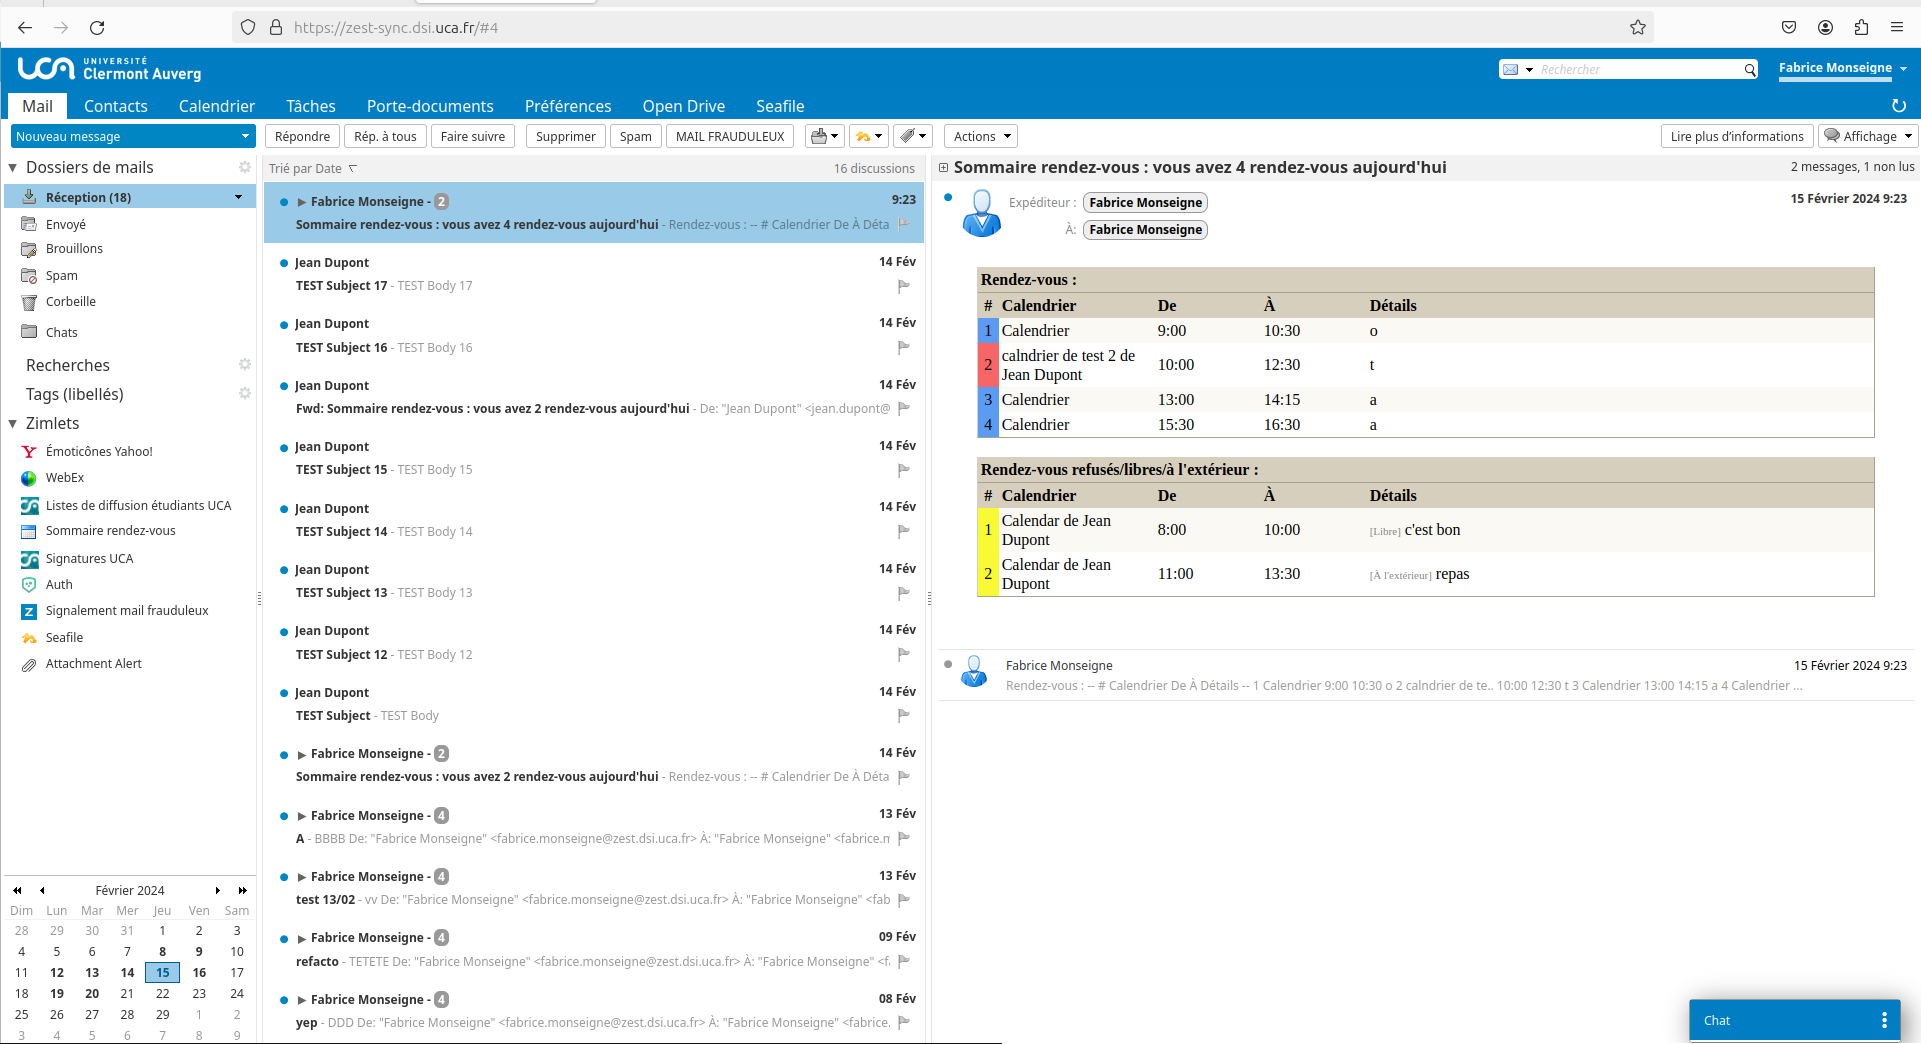 https://zest-sync.dsi.uca.fr/#4
uca UNIVERSITÉ
Clermont Auverg
Rechercher
Fabrice Monseigne
Mail Contacts Calendrier Tâches Porte-documents Préférences Open Drive Seafile
Nouveau message
Répondre Rép. à tous Faire suivre Supprimer Spam MAIL FRAUDULEUX Actions Lire plus d'informations Affichage
Dossiers de mails
Réception (18)
Envoyé
Brouillons
Spam
Corbeille
Chats
Recherches
Tags (libellés)
Zimlets
Émoticônes Yahoo!
WebEx
Listes de diffusion étudiants UCA
Sommaire rendez-vous
Signatures UCA
Auth
Signalement mail frauduleux
Seafile
Attachment Alert
Février 2024
Dim Lun Mar Mer Jeu Ven Sam
28 29 30 31 1 2 3
4 5 6 7 8 9 10
11 12 13 14 15 16 17
18 19 20 21 22 23 24
25 26 27 28 29 1 2
3 4 5 6 7 8 9
Trié par Date 16 discussions
Fabrice Monseigne - 2 9:23
Sommaire rendez-vous : vous avez 4 rendez-vous aujourd'hui - Rendez-vous : -- # Calendrier De À Déta
Jean Dupont 14 Fév
TEST Subject 17 - TEST Body 17
Jean Dupont 14 Fév
TEST Subject 16 - TEST Body 16
Jean Dupont 14 Fév
Fwd: Sommaire rendez-vous : vous avez 2 rendez-vous aujourd'hui - De: "Jean Dupont" <jean.dupont@
Jean Dupont 14 Fév
TEST Subject 15 - TEST Body 15
Jean Dupont 14 Fév
TEST Subject 14 - TEST Body 14
Jean Dupont 14 Fév
TEST Subject 13 - TEST Body 13
Jean Dupont 14 Fév
TEST Subject 12 - TEST Body 12
Jean Dupont 14 Fév
TEST Subject - TEST Body
Fabrice Monseigne - 2 14 Fév
Sommaire rendez-vous : vous avez 2 rendez-vous aujourd'hui - Rendez-vous : -- # Calendrier De À Déta
Fabrice Monseigne - 4 13 Fév
A - BBBB De: "Fabrice Monseigne" <fabrice.monseigne@zest.dsi.uca.fr> À: "Fabrice Monseigne" <fabrice.m
Fabrice Monseigne - 4 13 Fév
test 13/02 - vv De: "Fabrice Monseigne" <fabrice.monseigne@zest.dsi.uca.fr> À: "Fabrice Monseigne" <fab
Fabrice Monseigne - 4 09 Fév
refacto - TETETE De: "Fabrice Monseigne" <fabrice.monseigne@zest.dsi.uca.fr> À: "Fabrice Monseigne" <fa
Fabrice Monseigne - 4 08 Fév
yep - DDD De: "Fabrice Monseigne" <fabrice.monseigne@zest.dsi.uca.fr> À: "Fabrice Monseigne" <fabrice.
Sommaire rendez-vous : vous avez 4 rendez-vous aujourd'hui 2 messages, 1 non lus
Expéditeur : Fabrice Monseigne 15 Février 2024 9:23
À: Fabrice Monseigne
Rendez-vous :
# Calendrier De À Détails
1 Calendrier 9:00 10:30 o
2 calndrier de test 2 de Jean Dupont 10:00 12:30 t
3 Calendrier 13:00 14:15 a
4 Calendrier 15:30 16:30 a
Rendez-vous refusés/libres/à l'extérieur :
# Calendrier De À Détails
1 Calendar de Jean Dupont 8:00 10:00 [Libre] c'est bon
2 Calendar de Jean Dupont 11:00 13:30 [À l'extérieur] repas
Fabrice Monseigne 15 Février 2024 9:23
Rendez-vous : -- # Calendrier De À Détails -- 1 Calendrier 9:00 10:30 o 2 calndrier de te.. 10:00 12:30 t 3 Calendrier 13:00 14:15 a 4 Calendrier ...
Chat